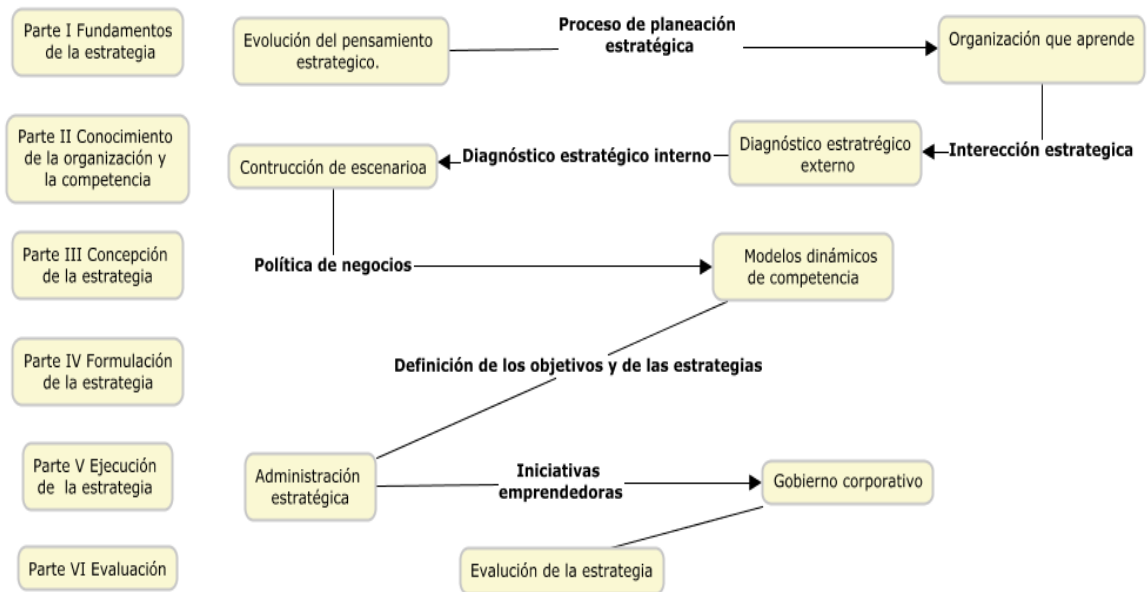 Parte I Fundamentos
de la estrategia
Evolución del pensamiento
estrategico.
Proceso de planeación
estratégica
Organización que aprende
Parte II Conocimiento
de la organización y
la competencia
Contrucción de escenarioa
Diagnóstico estratégico interno
Diagnóstico estratrégico
externo
Interección estrategica
Parte III Concepción
de la estrategia
Política de negocios
Modelos dinámicos
de competencia
Parte IV Formulación
de la estrategia
Definición de los objetivos y de las estrategias
Parte V Ejecución
de la estrategia
Administración
estratégica
Iniciativas
emprendedoras
Gobierno corporativo
Parte VI Evaluación
Evalución de la estrategia